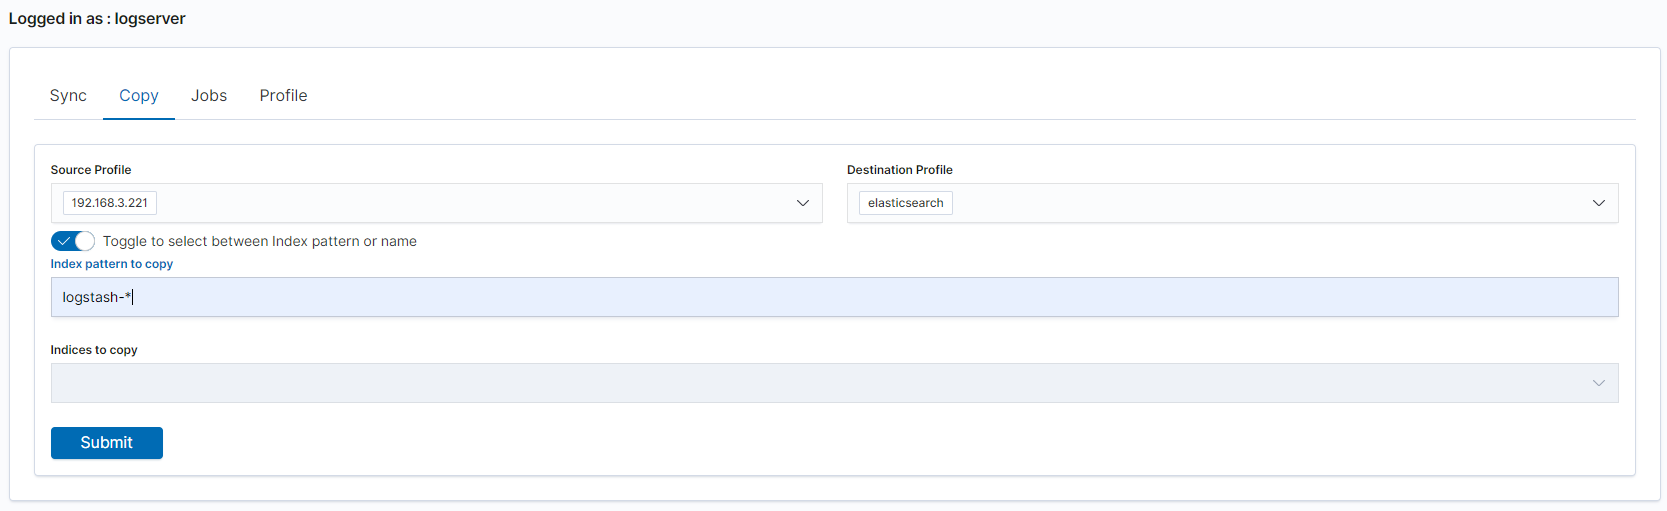 Logged in as : logserver
Sync Copy Jobs Profile
Source Profile Destination Profile
192.168.3.221 elasticsearch
Toggle to select between Index pattern or name
Index pattern to copy
logstash-*
Indices to copy
Submit